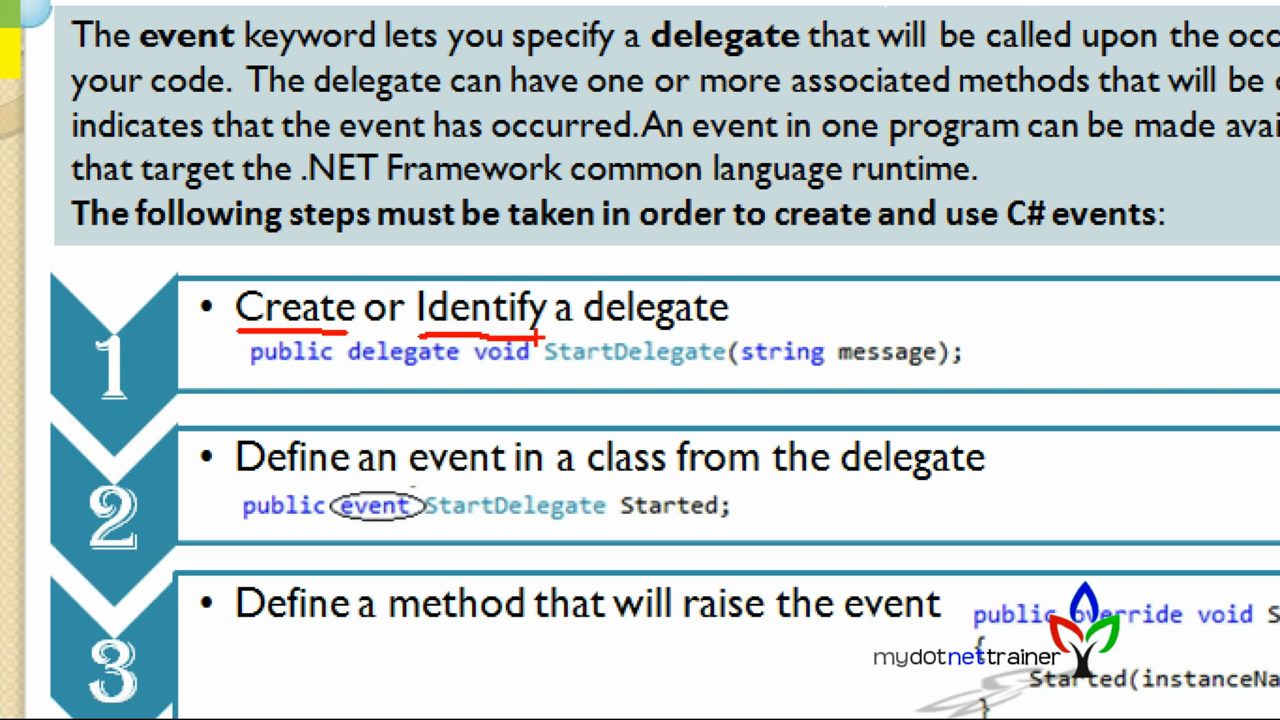 The event keyword lets you specify a delegate that will be called upon the
your code. The delegate can have one or more associated methods that will be
indicates that the event has occurred. An event in one program can be made
that target the .NET Framework common language runtime.
The following steps must be taken in order to create and use C# events:
1
• Create or Identify a delegate
public delegate void StartDelegate(string message);
2
• Define an event in a class from the delegate
public event StartDelegate Started;
3
• Define a method that will raise the event
public override void
{
mydotnettrainer
Started(
}